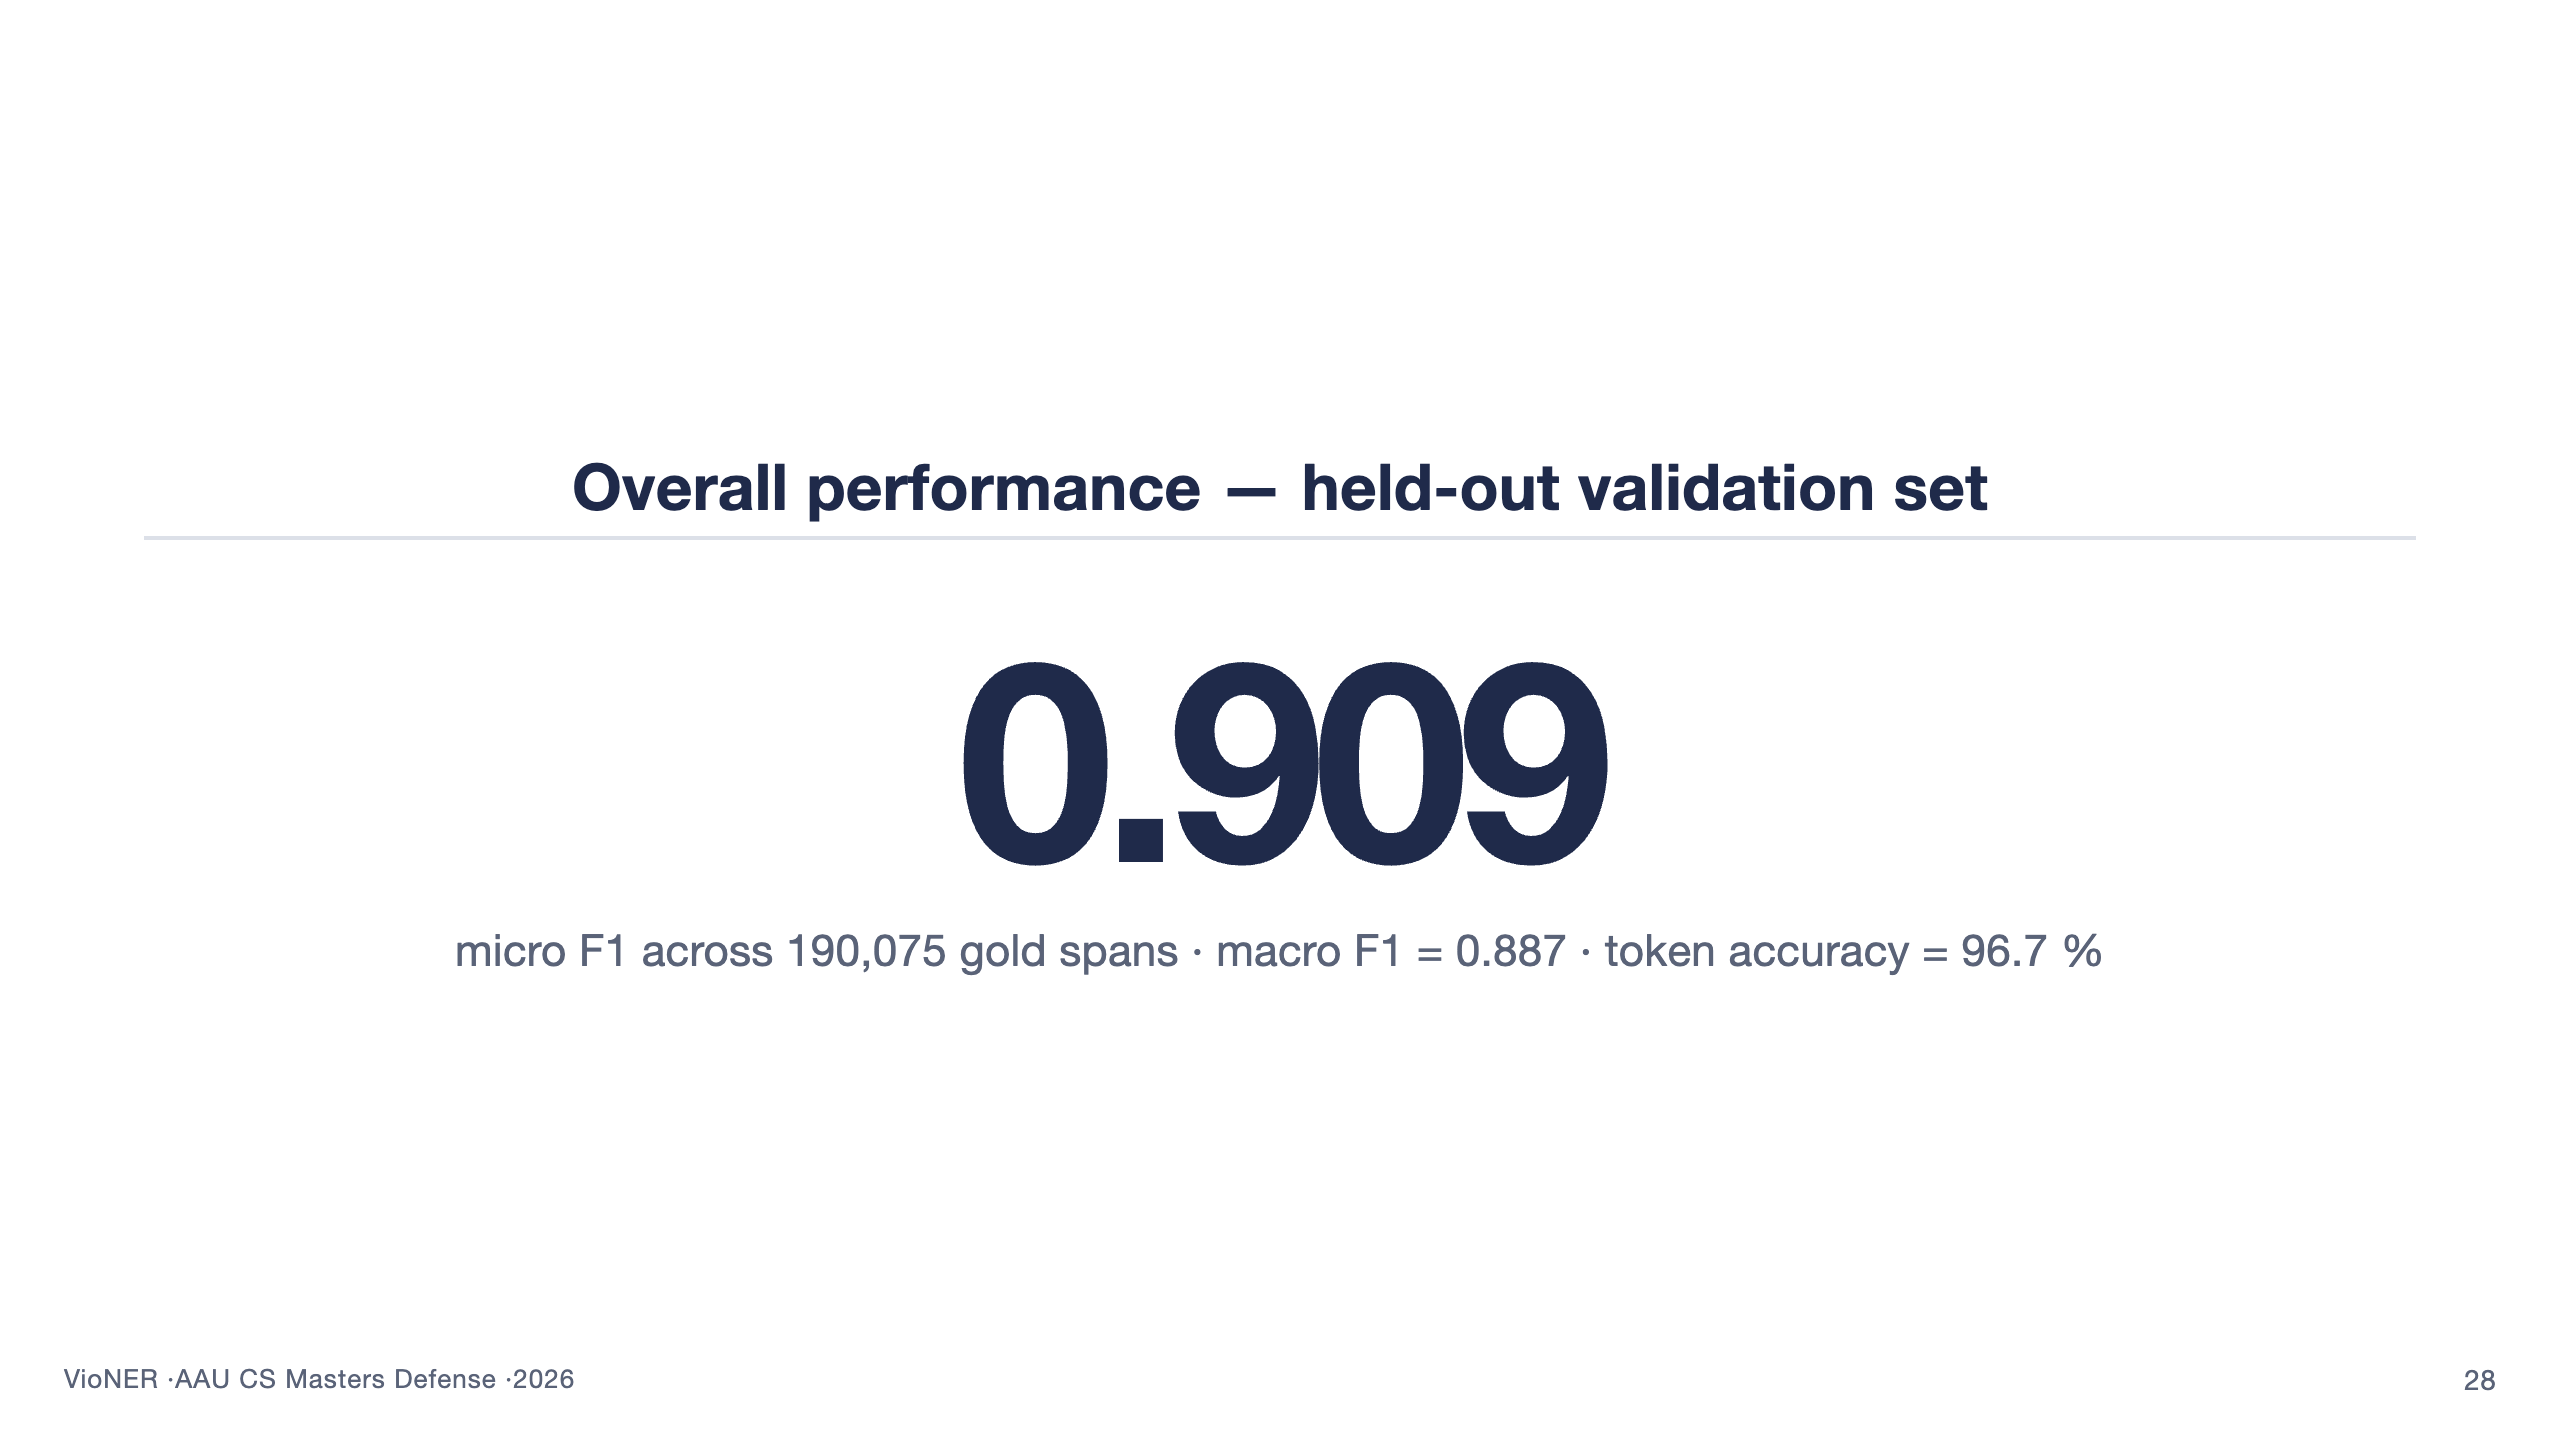 Overall performance — held-out validation set
0.909
micro F1 across 190,075 gold spans · macro F1 = 0.887 · token accuracy = 96.7 %
VioNER ·AAU CS Masters Defense ·2026
28